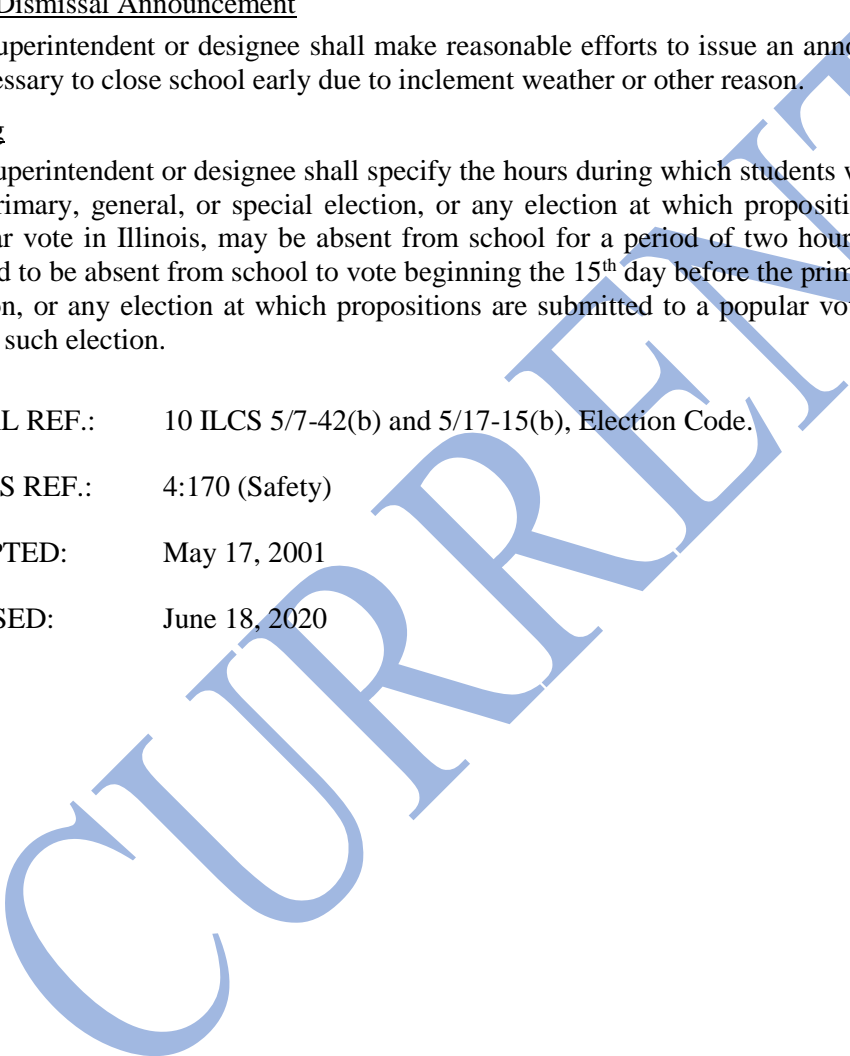 Dismissal Announcement
uperintendent or designee shall make reasonable efforts to issue an anno
essary to close school early due to inclement weather or other reason.
g
uperintendent or designee shall specify the hours during which students w
rimary, general, or special election, or any election at which propositi
ar vote in Illinois, may be absent from school for a period of two hour
d to be absent from school to vote beginning the 15th day before the prim
on, or any election at which propositions are submitted to a popular vot
such election.
L REF.: 10 ILCS 5/7-42(b) and 5/17-15(b), Election Code.
S REF.: 4:170 (Safety)
PTED: May 17, 2001
SED: June 18, 2020
CURRENT